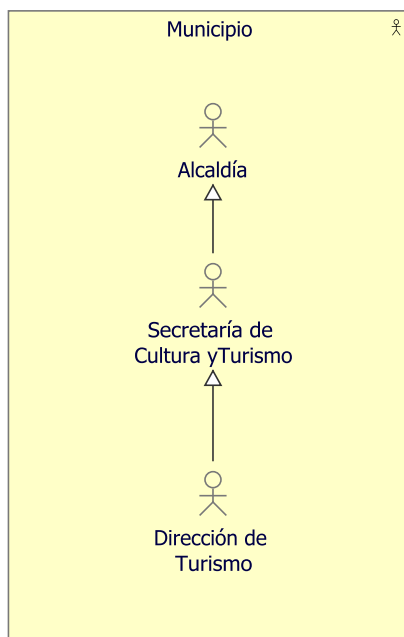 Municipio
Alcaldía
Secretaría de
Cultura yTurismo
Dirección de
Turismo